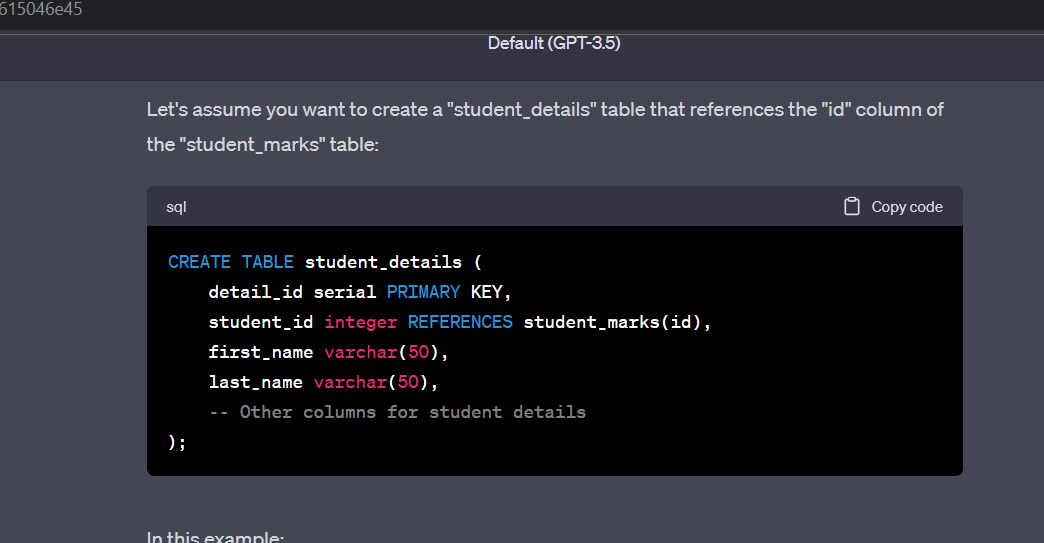 615046e45
Default (GPT-3.5)
Let's assume you want to create a "student_details" table that references the "id" column of
the "student_marks" table:
sql
Copy code
CREATE TABLE student_details (
    detail_id serial PRIMARY KEY,
    student_id integer REFERENCES student_marks(id),
    first_name varchar(50),
    last_name varchar(50),
    -- Other columns for student details
);
In this example: